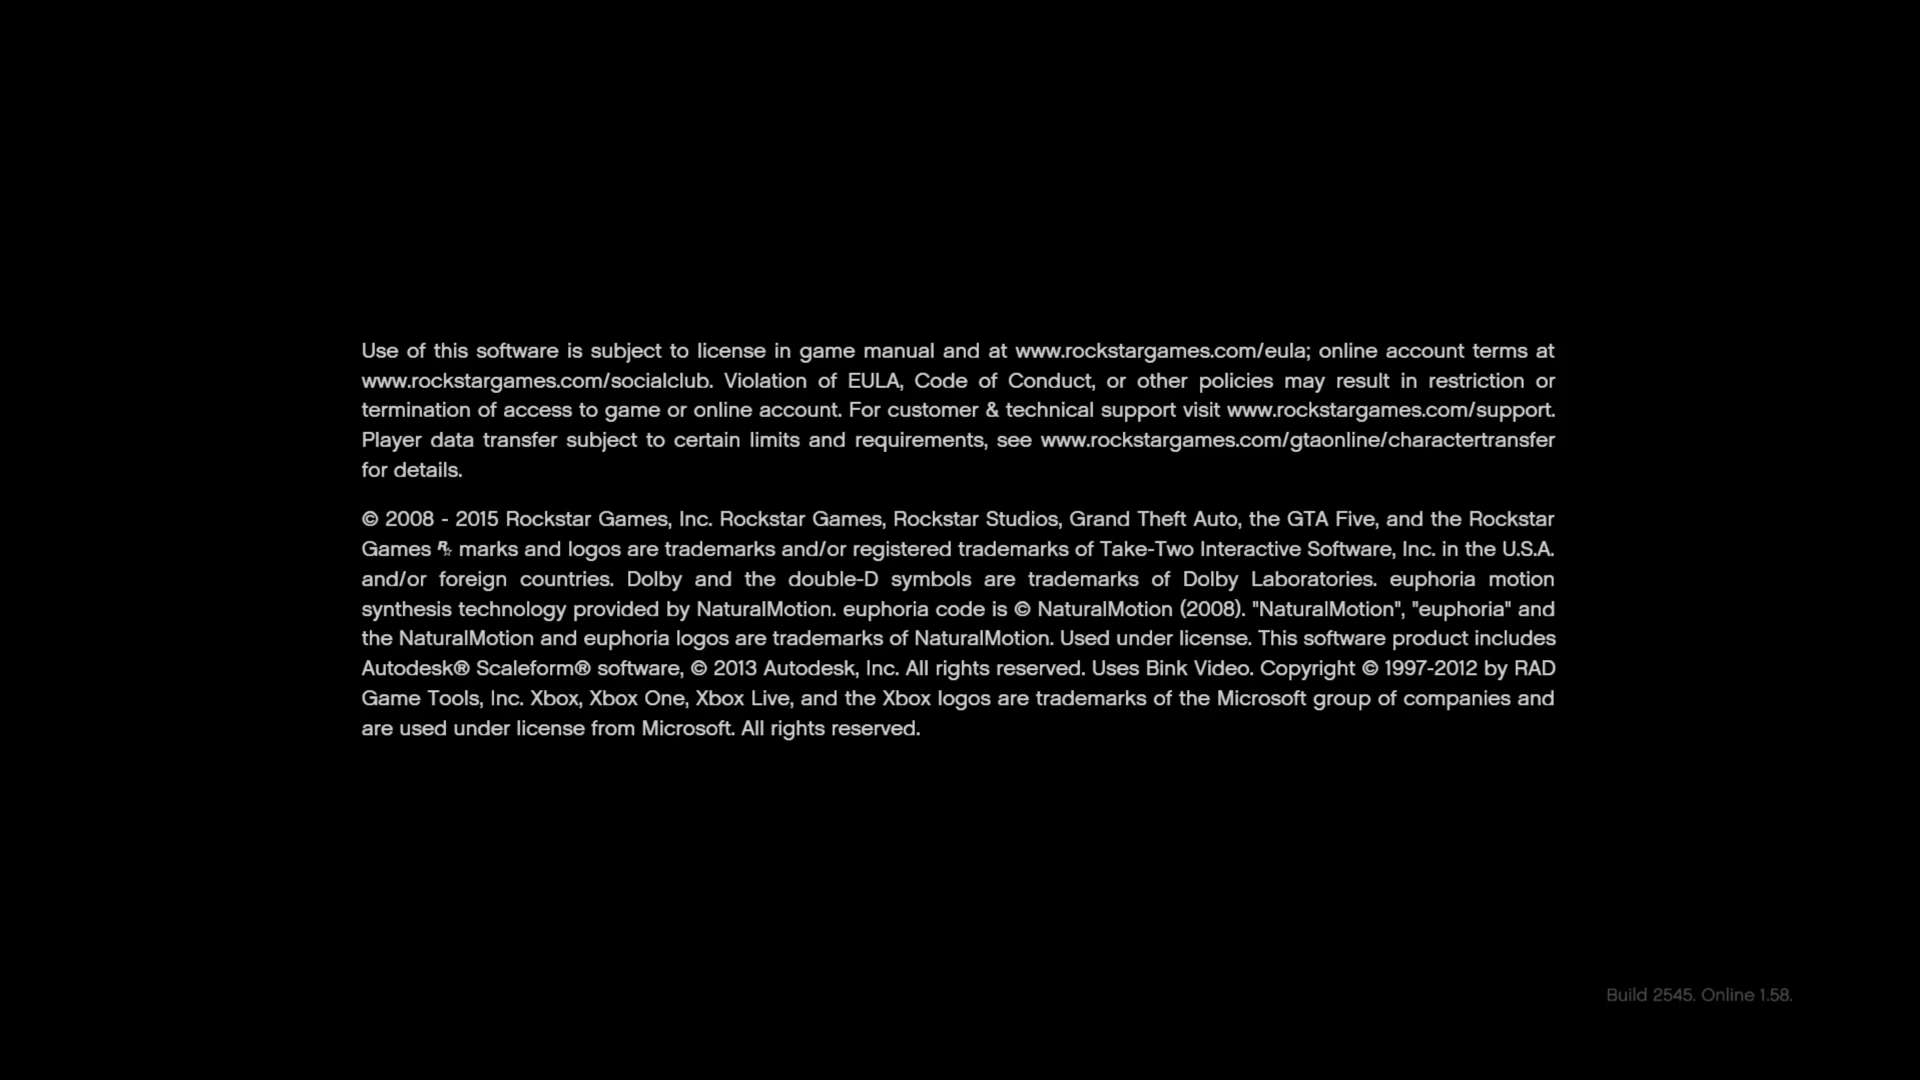 Use of this software is subject to license in game manual and at www.rockstargames.com/eula; online account terms at
www.rockstargames.com/socialclub. Violation of EULA, Code of Conduct, or other policies may result in restriction or
termination of access to game or online account. For customer & technical support visit www.rockstargames.com/support.
Player data transfer subject to certain limits and requirements, see www.rockstargames.com/gtaonline/charactertransfer
for details.
© 2008 - 2015 Rockstar Games, Inc. Rockstar Games, Rockstar Studios, Grand Theft Auto, the GTA Five, and the Rockstar
Games R* marks and logos are trademarks and/or registered trademarks of Take-Two Interactive Software, Inc. in the U.S.A.
and/or foreign countries. Dolby and the double-D symbols are trademarks of Dolby Laboratories. euphoria motion
synthesis technology provided by NaturalMotion. euphoria code is © NaturalMotion (2008). "NaturalMotion", "euphoria" and
the NaturalMotion and euphoria logos are trademarks of NaturalMotion. Used under license. This software product includes
Autodesk® Scaleform® software, © 2013 Autodesk, Inc. All rights reserved. Uses Bink Video. Copyright © 1997-2012 by RAD
Game Tools, Inc. Xbox, Xbox One, Xbox Live, and the Xbox logos are trademarks of the Microsoft group of companies and
are used under license from Microsoft. All rights reserved.
Build 2545. Online 1.58.